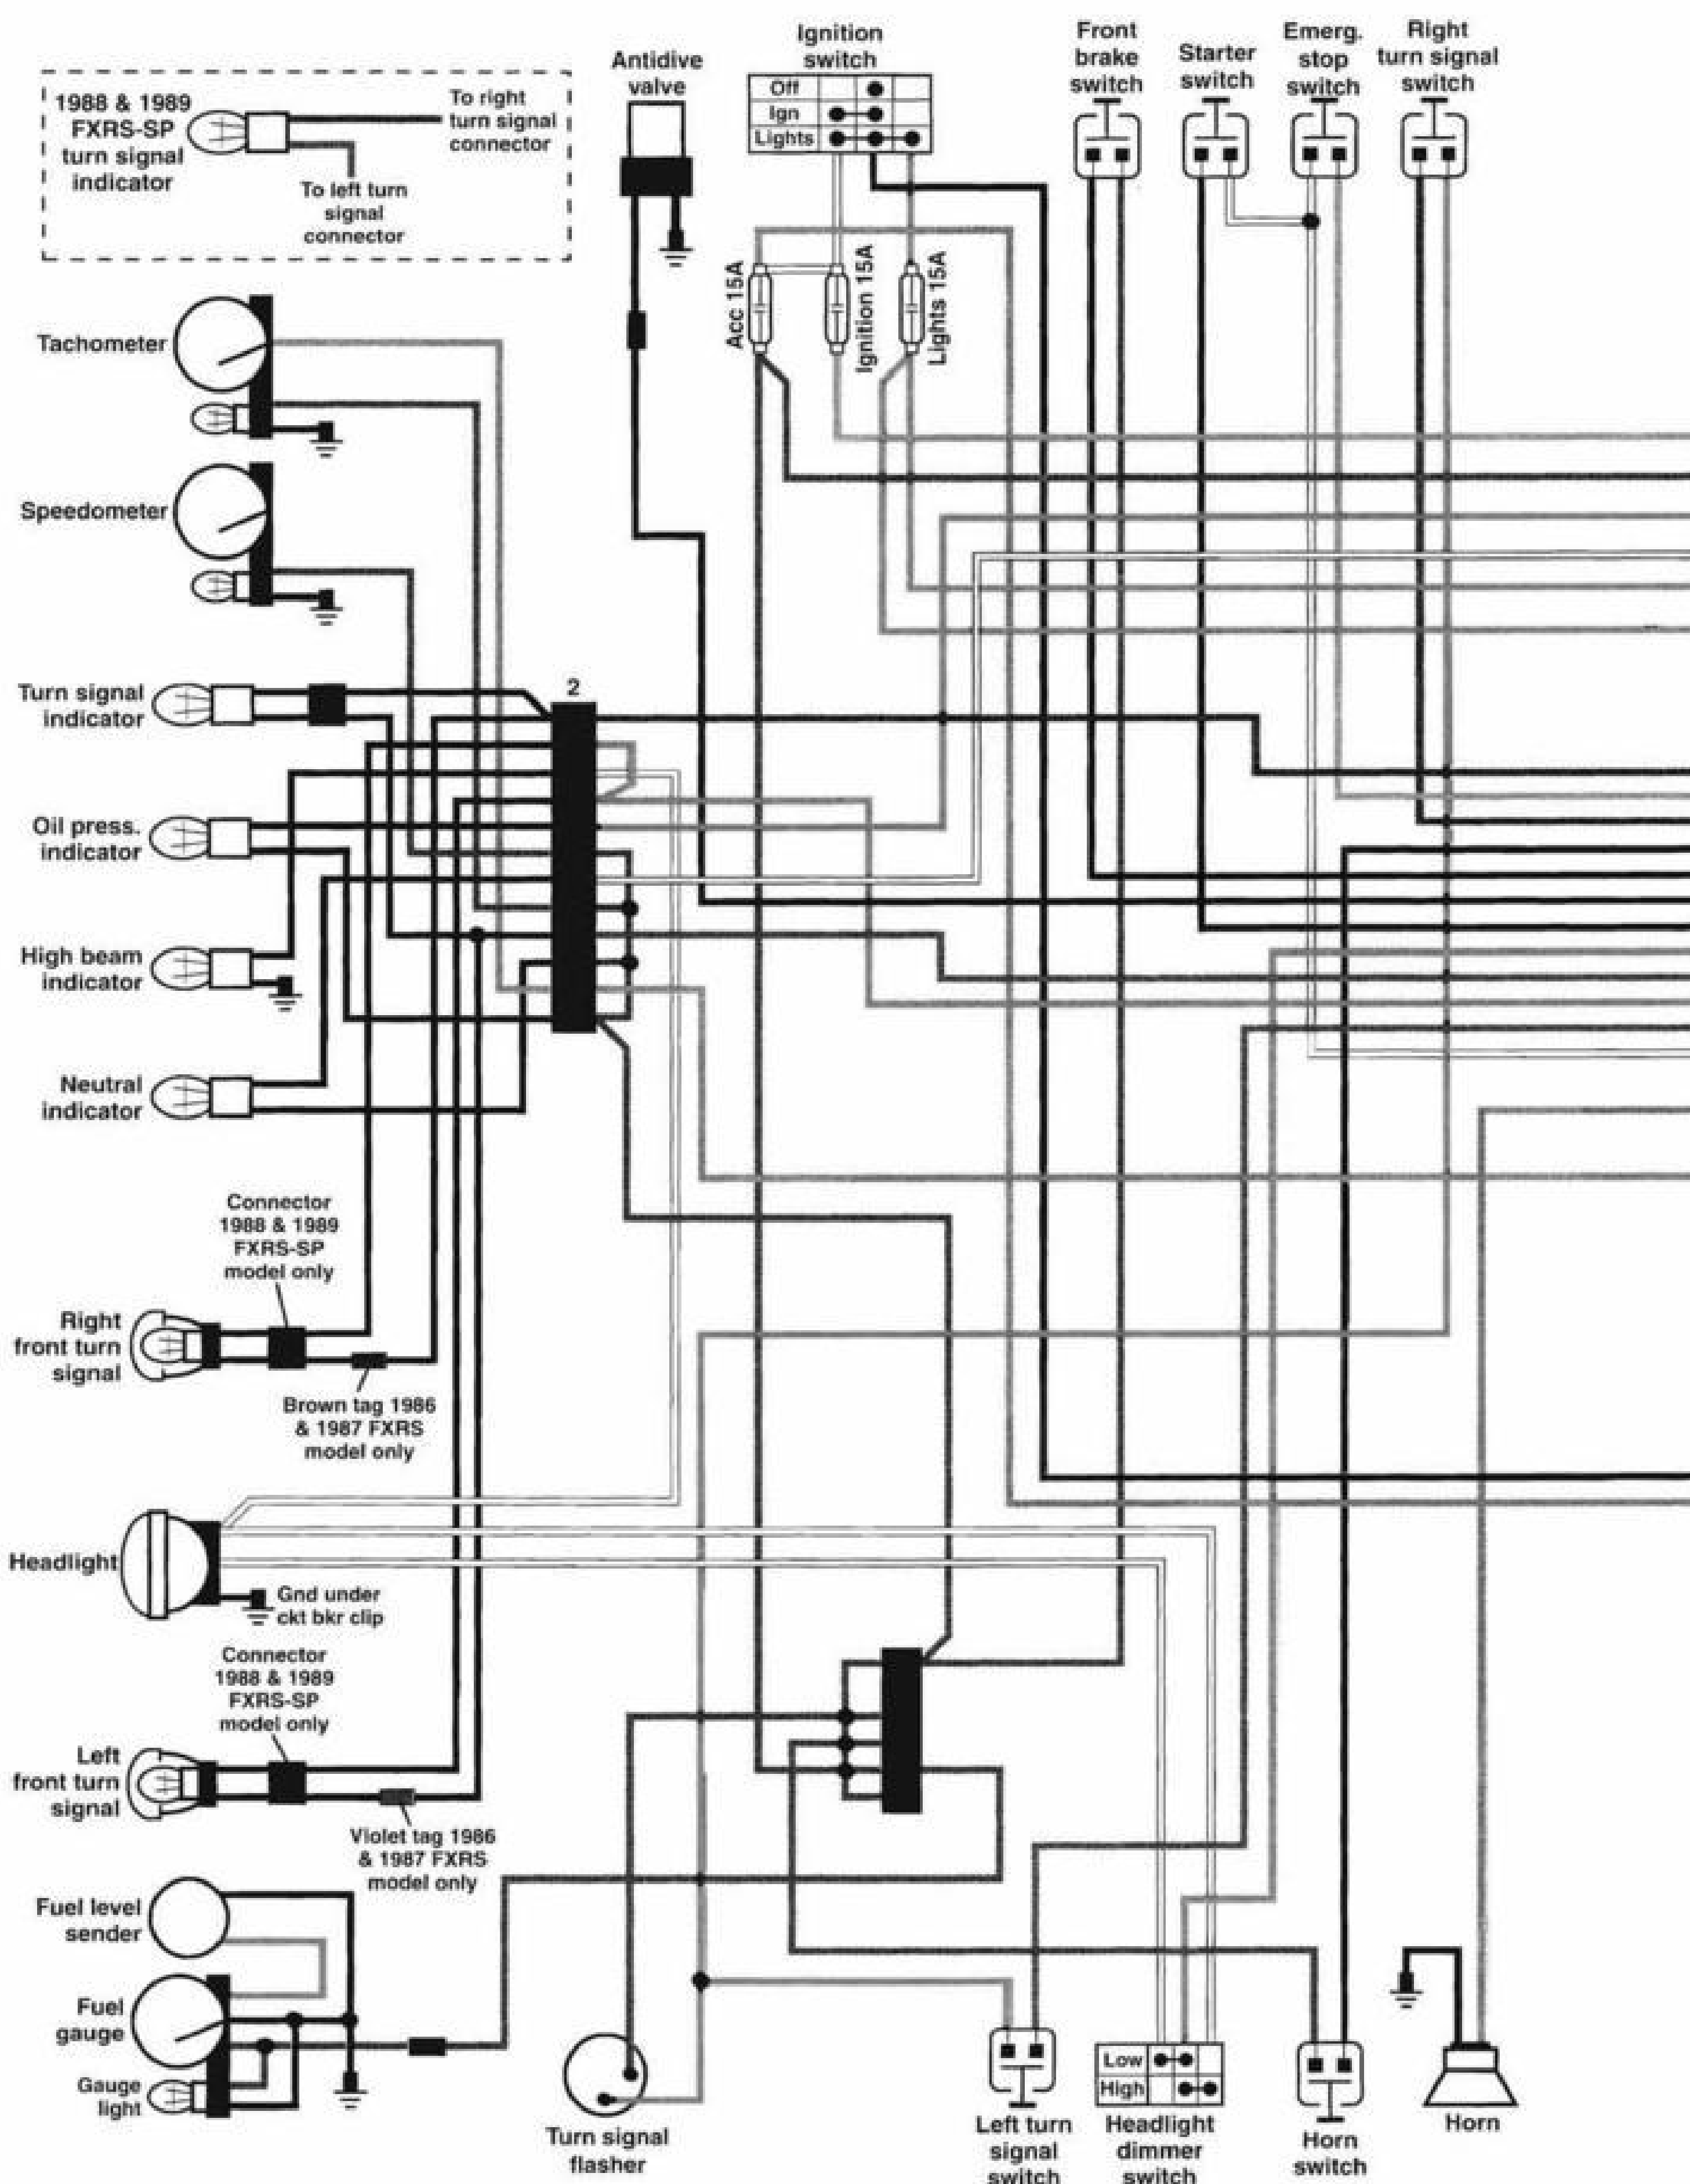 Ignition
switch
Off
Ign
Lights
Antidive
valve
Front
brake
switch
Starter
switch
Emerg.
stop
switch
Right
turn signal
switch
1988 & 1989
FXRS-SP
turn signal
indicator
To right
turn signal
connector
To left turn
signal
connector
Acc 15A
Ignition 15A
Lights 15A
Tachometer
Speedometer
Turn signal
indicator
2
Oil press.
indicator
High beam
indicator
Neutral
indicator
Connector
1988 & 1989
FXRS-SP
model only
Right
front turn
signal
Brown tag 1986
& 1987 FXRS
model only
Headlight
Gnd under
ckt bkr clip
Connector
1988 & 1989
FXRS-SP
model only
Left
front turn
signal
Violet tag 1986
& 1987 FXRS
model only
Fuel level
sender
Fuel
gauge
Gauge
light
Turn signal
flasher
Left turn
signal
switch
Low
High
Headlight
dimmer
switch
Horn
switch
Horn